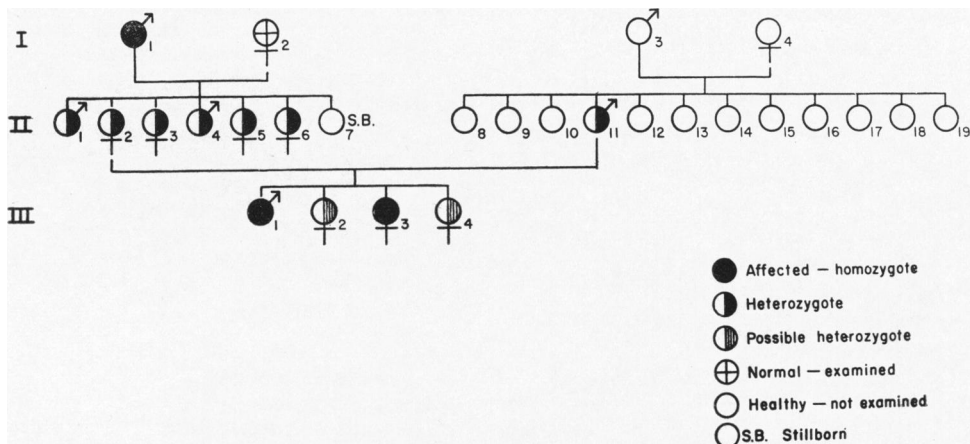 I 1 2 3 4
II 1 2 3 4 5 6 S.B. 7 8 9 10 11 12 13 14 15 16 17 18 19
III 1 2 3 4
Affected – homozygote
Heterozygote
Possible heterozygote
Normal – examined
Healthy – not examined
S.B. Stillborn